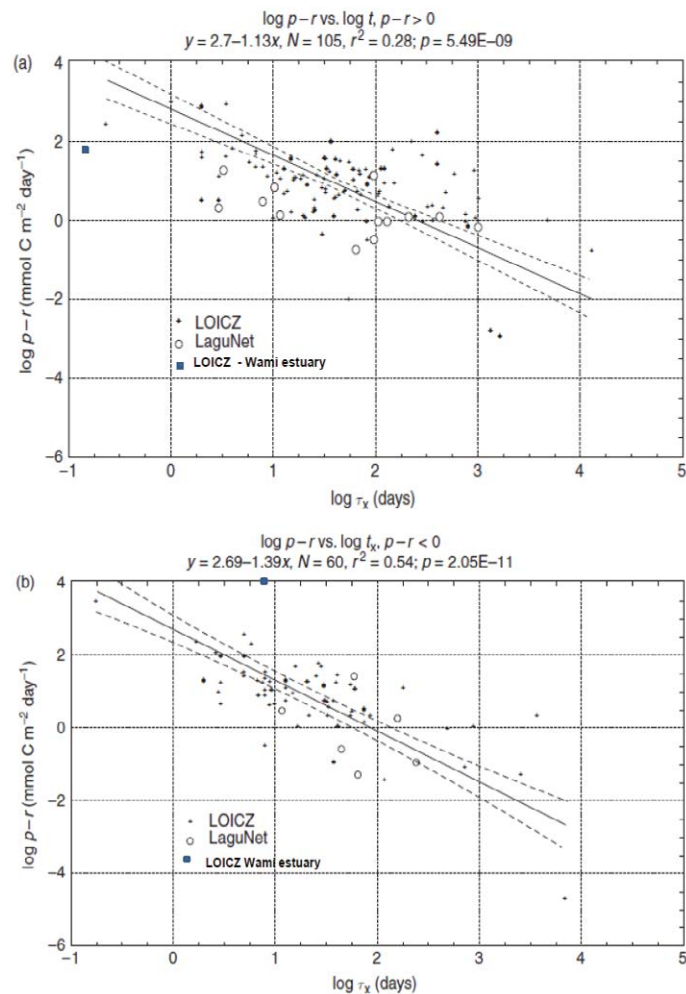 log p – r vs. log t, p – r > 0
y = 2.7–1.13x, N = 105, r² = 0.28; p = 5.49E–09
(a)
4
2
0
−2
−4
−6
log p – r (mmol C m⁻² day⁻¹)
LOICZ
LaguNet
LOICZ - Wami estuary
−1
0
1
2
3
4
5
log τx (days)
log p – r vs. log tx, p – r < 0
y = 2.69–1.39x, N = 60, r² = 0.54; p = 2.05E–11
(b)
4
2
0
−2
−4
−6
log p – r (mmol C m⁻² day⁻¹)
LOICZ
LaguNet
LOICZ Wami estuary
−1
0
1
2
3
4
5
log τx (days)